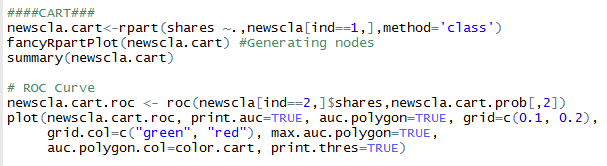 ####CART###
newscla.cart<-rpart(shares ~.,newscla[ind==1,],method='class')
fancyRpartPlot(newscla.cart) #Generating nodes
summary(newscla.cart)
# ROC Curve
newscla.cart.roc <- roc(newscla[ind==2,]$shares,newscla.cart.prob[,2])
plot(newscla.cart.roc, print.auc=TRUE, auc.polygon=TRUE, grid=c(0.1, 0.2),
     grid.col=c("green", "red"), max.auc.polygon=TRUE,
     auc.polygon.col=color.cart, print.thres=TRUE)